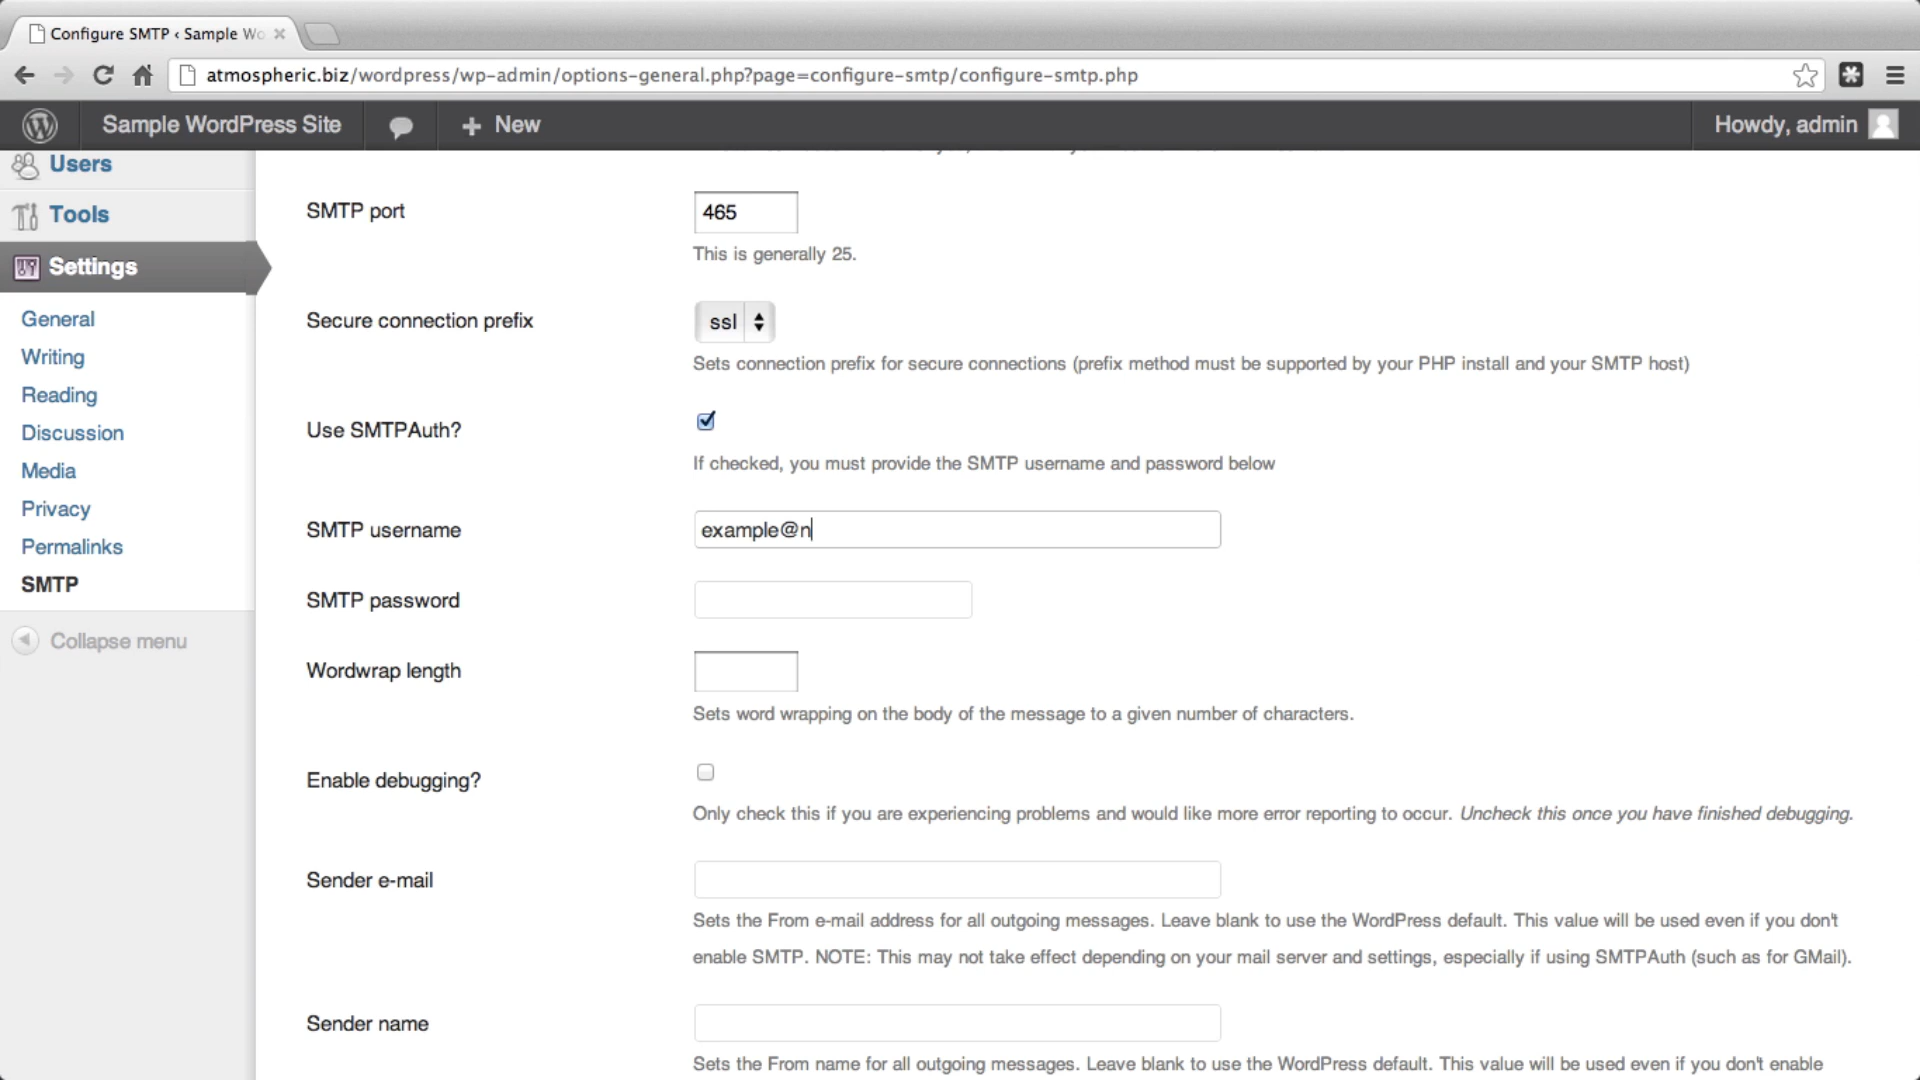 Configure SMTP ‹ Sample Wo
atmospheric.biz/wordpress/wp-admin/options-general.php?page=configure-smtp/configure-smtp.php
Sample WordPress Site
+ New
Howdy, admin
Users
Tools
Settings
General
Writing
Reading
Discussion
Media
Privacy
Permalinks
SMTP
Collapse menu
SMTP port
465
This is generally 25.
Secure connection prefix
ssl
Sets connection prefix for secure connections (prefix method must be supported by your PHP install and your SMTP host)
Use SMTPAuth?
If checked, you must provide the SMTP username and password below
SMTP username
example@n
SMTP password
Wordwrap length
Sets word wrapping on the body of the message to a given number of characters.
Enable debugging?
Only check this if you are experiencing problems and would like more error reporting to occur. Uncheck this once you have finished debugging.
Sender e-mail
Sets the From e-mail address for all outgoing messages. Leave blank to use the WordPress default. This value will be used even if you don't
enable SMTP. NOTE: This may not take effect depending on your mail server and settings, especially if using SMTPAuth (such as for GMail).
Sender name
Sets the From name for all outgoing messages. Leave blank to use the WordPress default. This value will be used even if you don't enable